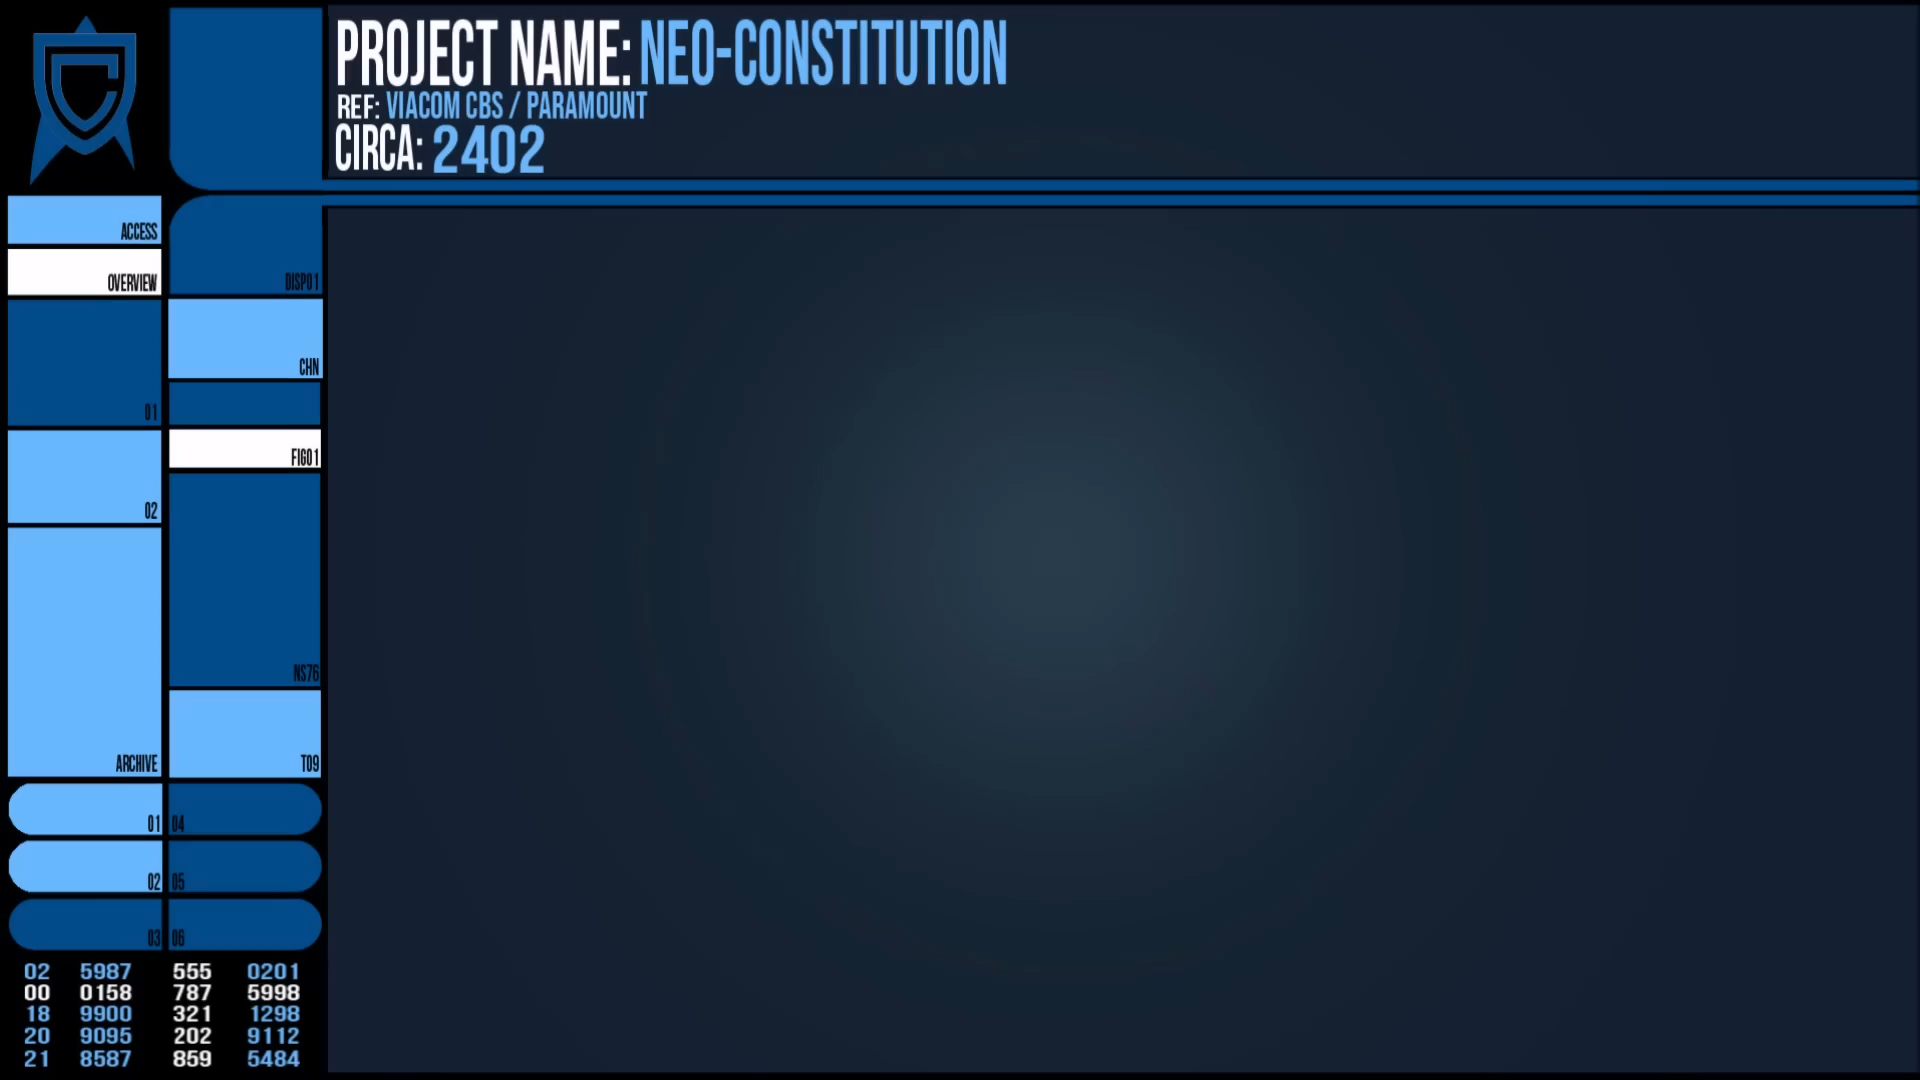 PROJECT NAME: NEO-CONSTITUTION
REF: VIACOM CBS / PARAMOUNT
CIRCA: 2402
ACCESS
OVERVIEW
01
02
ARCHIVE
DISP01
CHN
FIG01
NS76
T09
01 04
02 05
03 06
02 5987 555 0201
00 0158 787 5998
18 9900 321 1298
20 9095 202 9112
21 8587 859 5484